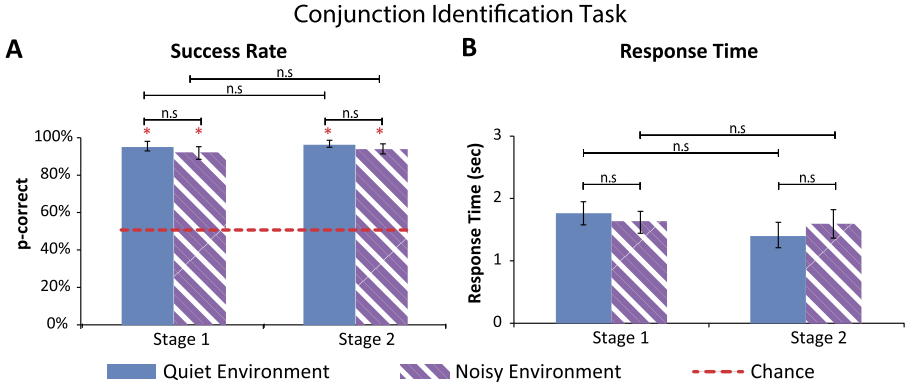 Conjunction Identification Task
A
Success Rate
n.s
n.s
n.s
n.s
* * * *
100%
80%
60%
40%
20%
0%
p-correct
Stage 1
Stage 2
B
Response Time
n.s
n.s
n.s
n.s
3
2
1
0
Response Time (sec)
Stage 1
Stage 2
Quiet Environment
Noisy Environment
Chance